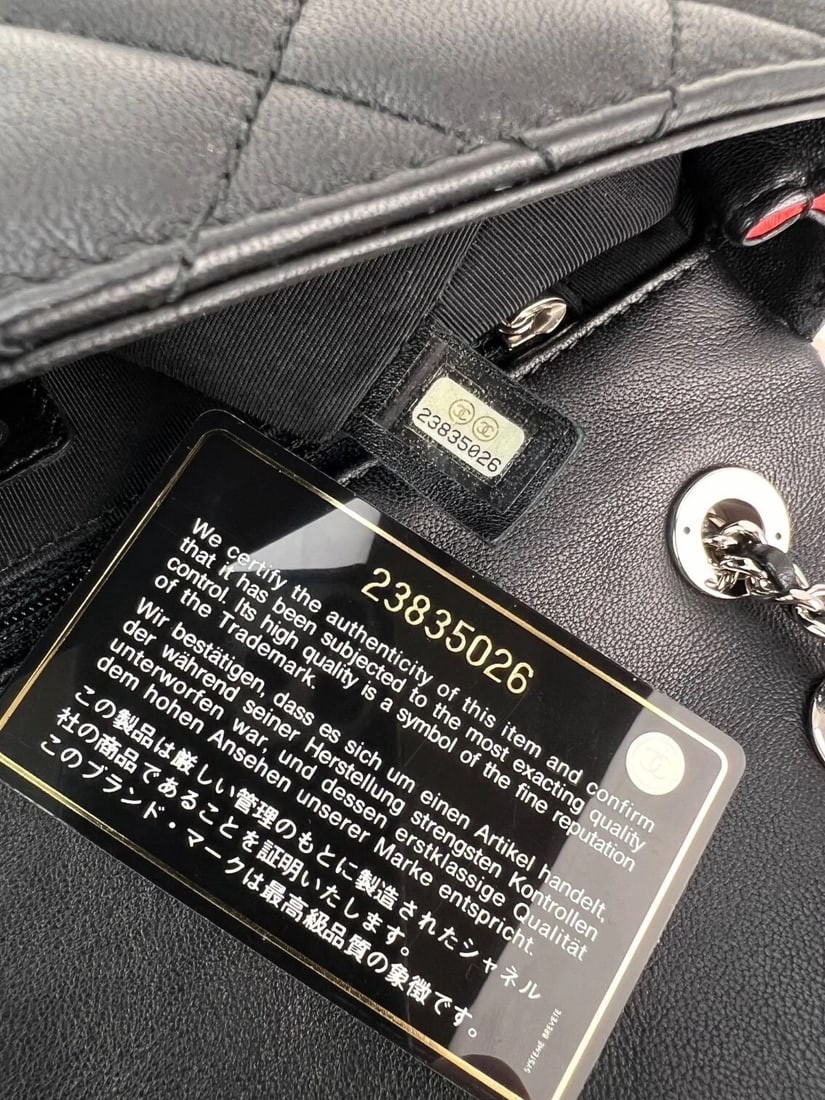 23835026
23835026
We certify the authenticity of this item and confirm
that it has been subjected to the most exacting quality
control. Its high quality is a symbol of the fine reputation
of the Trademark.
Wir bestätigen, dass es sich um einen Artikel handelt,
der während seiner Herstellung strengsten Kontrollen
unterworfen war, und dessen erstklassige Qualität
dem hohen Ansehen unserer Marke entspricht.
この製品は厳しい管理のもとに製造されたシャネル
社の商品であることを証明いたします。
このブランド・マークは最高級品質の象徴です。
SYSTEME BREVETE